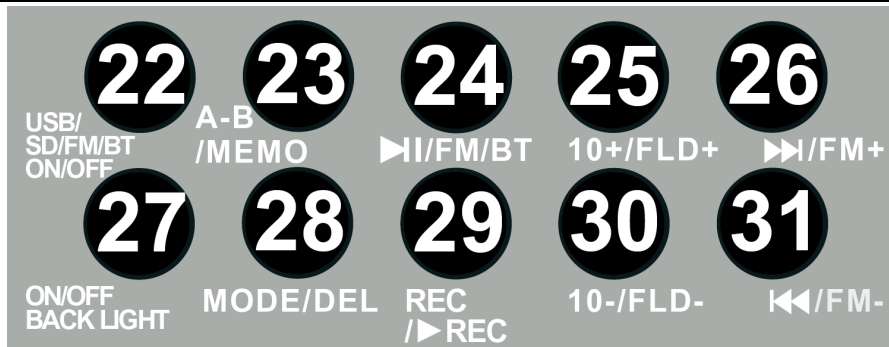 22 23 24 25 26
USB/
SD/FM/BT
ON/OFF
A-B
/MEMO
▶II/FM/BT
10+/FLD+
▶▶I/FM+
27 28 29 30 31
ON/OFF
BACK LIGHT
MODE/DEL
REC
/▶REC
10-/FLD-
I◀◀/FM-